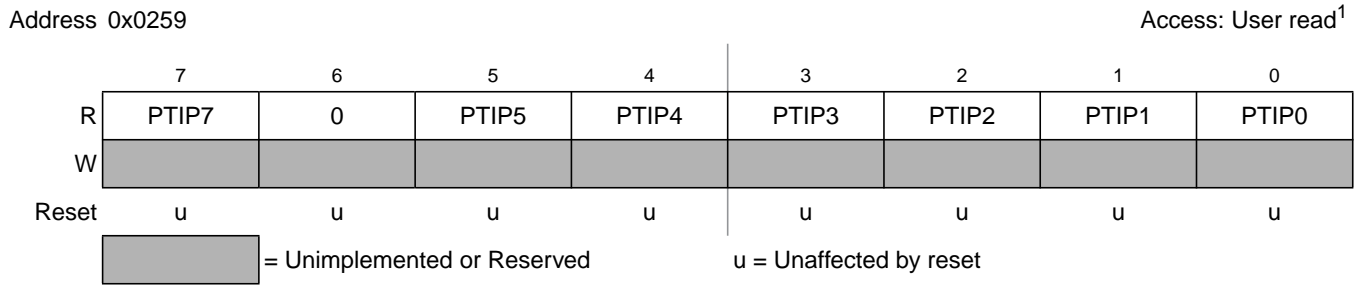 Address 0x0259 Access: User read1
7 6 5 4 3 2 1 0
R PTIP7 0 PTIP5 PTIP4 PTIP3 PTIP2 PTIP1 PTIP0
W
Reset u u u u u u u u
= Unimplemented or Reserved u = Unaffected by reset